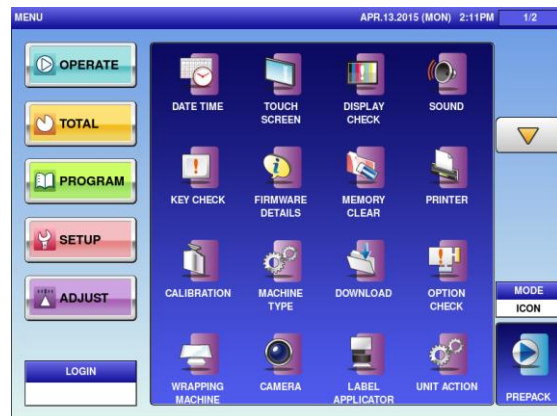 MENU
APR.13.2015 (MON) 2:11PM
1/2
OPERATE
TOTAL
PROGRAM
SETUP
ADJUST
LOGIN
DATE TIME
TOUCH
SCREEN
DISPLAY
CHECK
SOUND
KEY CHECK
FIRMWARE
DETAILS
MEMORY
CLEAR
PRINTER
CALIBRATION
MACHINE
TYPE
DOWNLOAD
OPTION
CHECK
WRAPPING
MACHINE
CAMERA
LABEL
APPLICATOR
UNIT ACTION
MODE
ICON
PREPACK